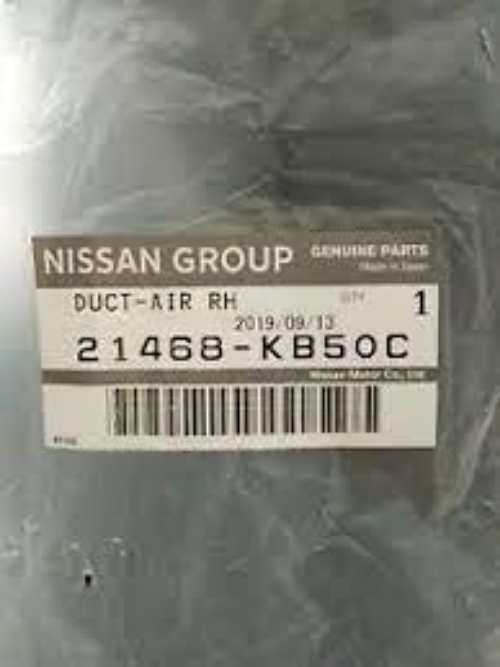 NISSAN GROUP GENUINE PARTS
Made in Japan
DUCT-AIR RH QTY 1
2019/09/13
21468-KB50C
Nissan Motor Co., Ltd.